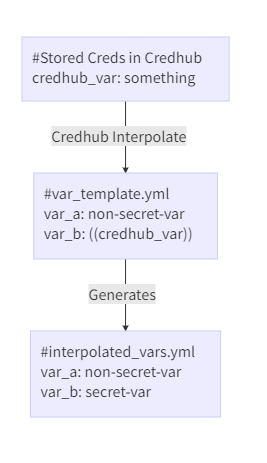 #Stored Creds in Credhub
credhub_var: something
Credhub Interpolate
#var_template.yml
var_a: non-secret-var
var_b: ((credhub_var))
Generates
#interpolated_vars.yml
var_a: non-secret-var
var_b: secret-var